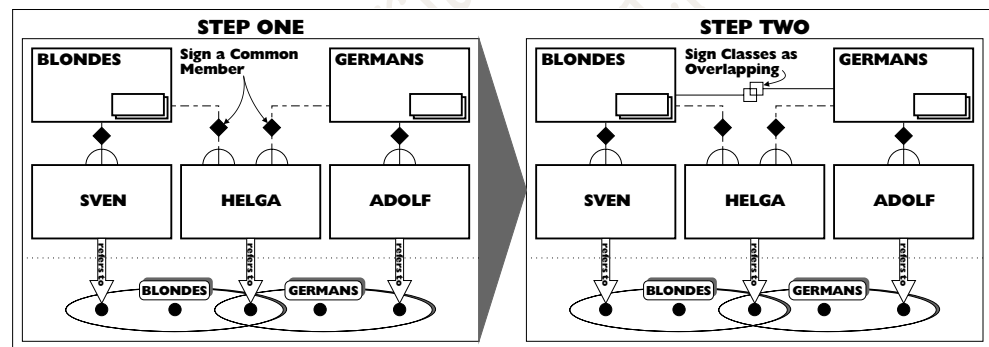 STEP ONE
BLONDES
Sign a Common
Member
GERMANS
SVEN
HELGA
ADOLF
refers to
refers to
refers to
BLONDES
GERMANS
STEP TWO
BLONDES
Sign Classes as
Overlapping
GERMANS
SVEN
HELGA
ADOLF
refers to
refers to
refers to
BLONDES
GERMANS